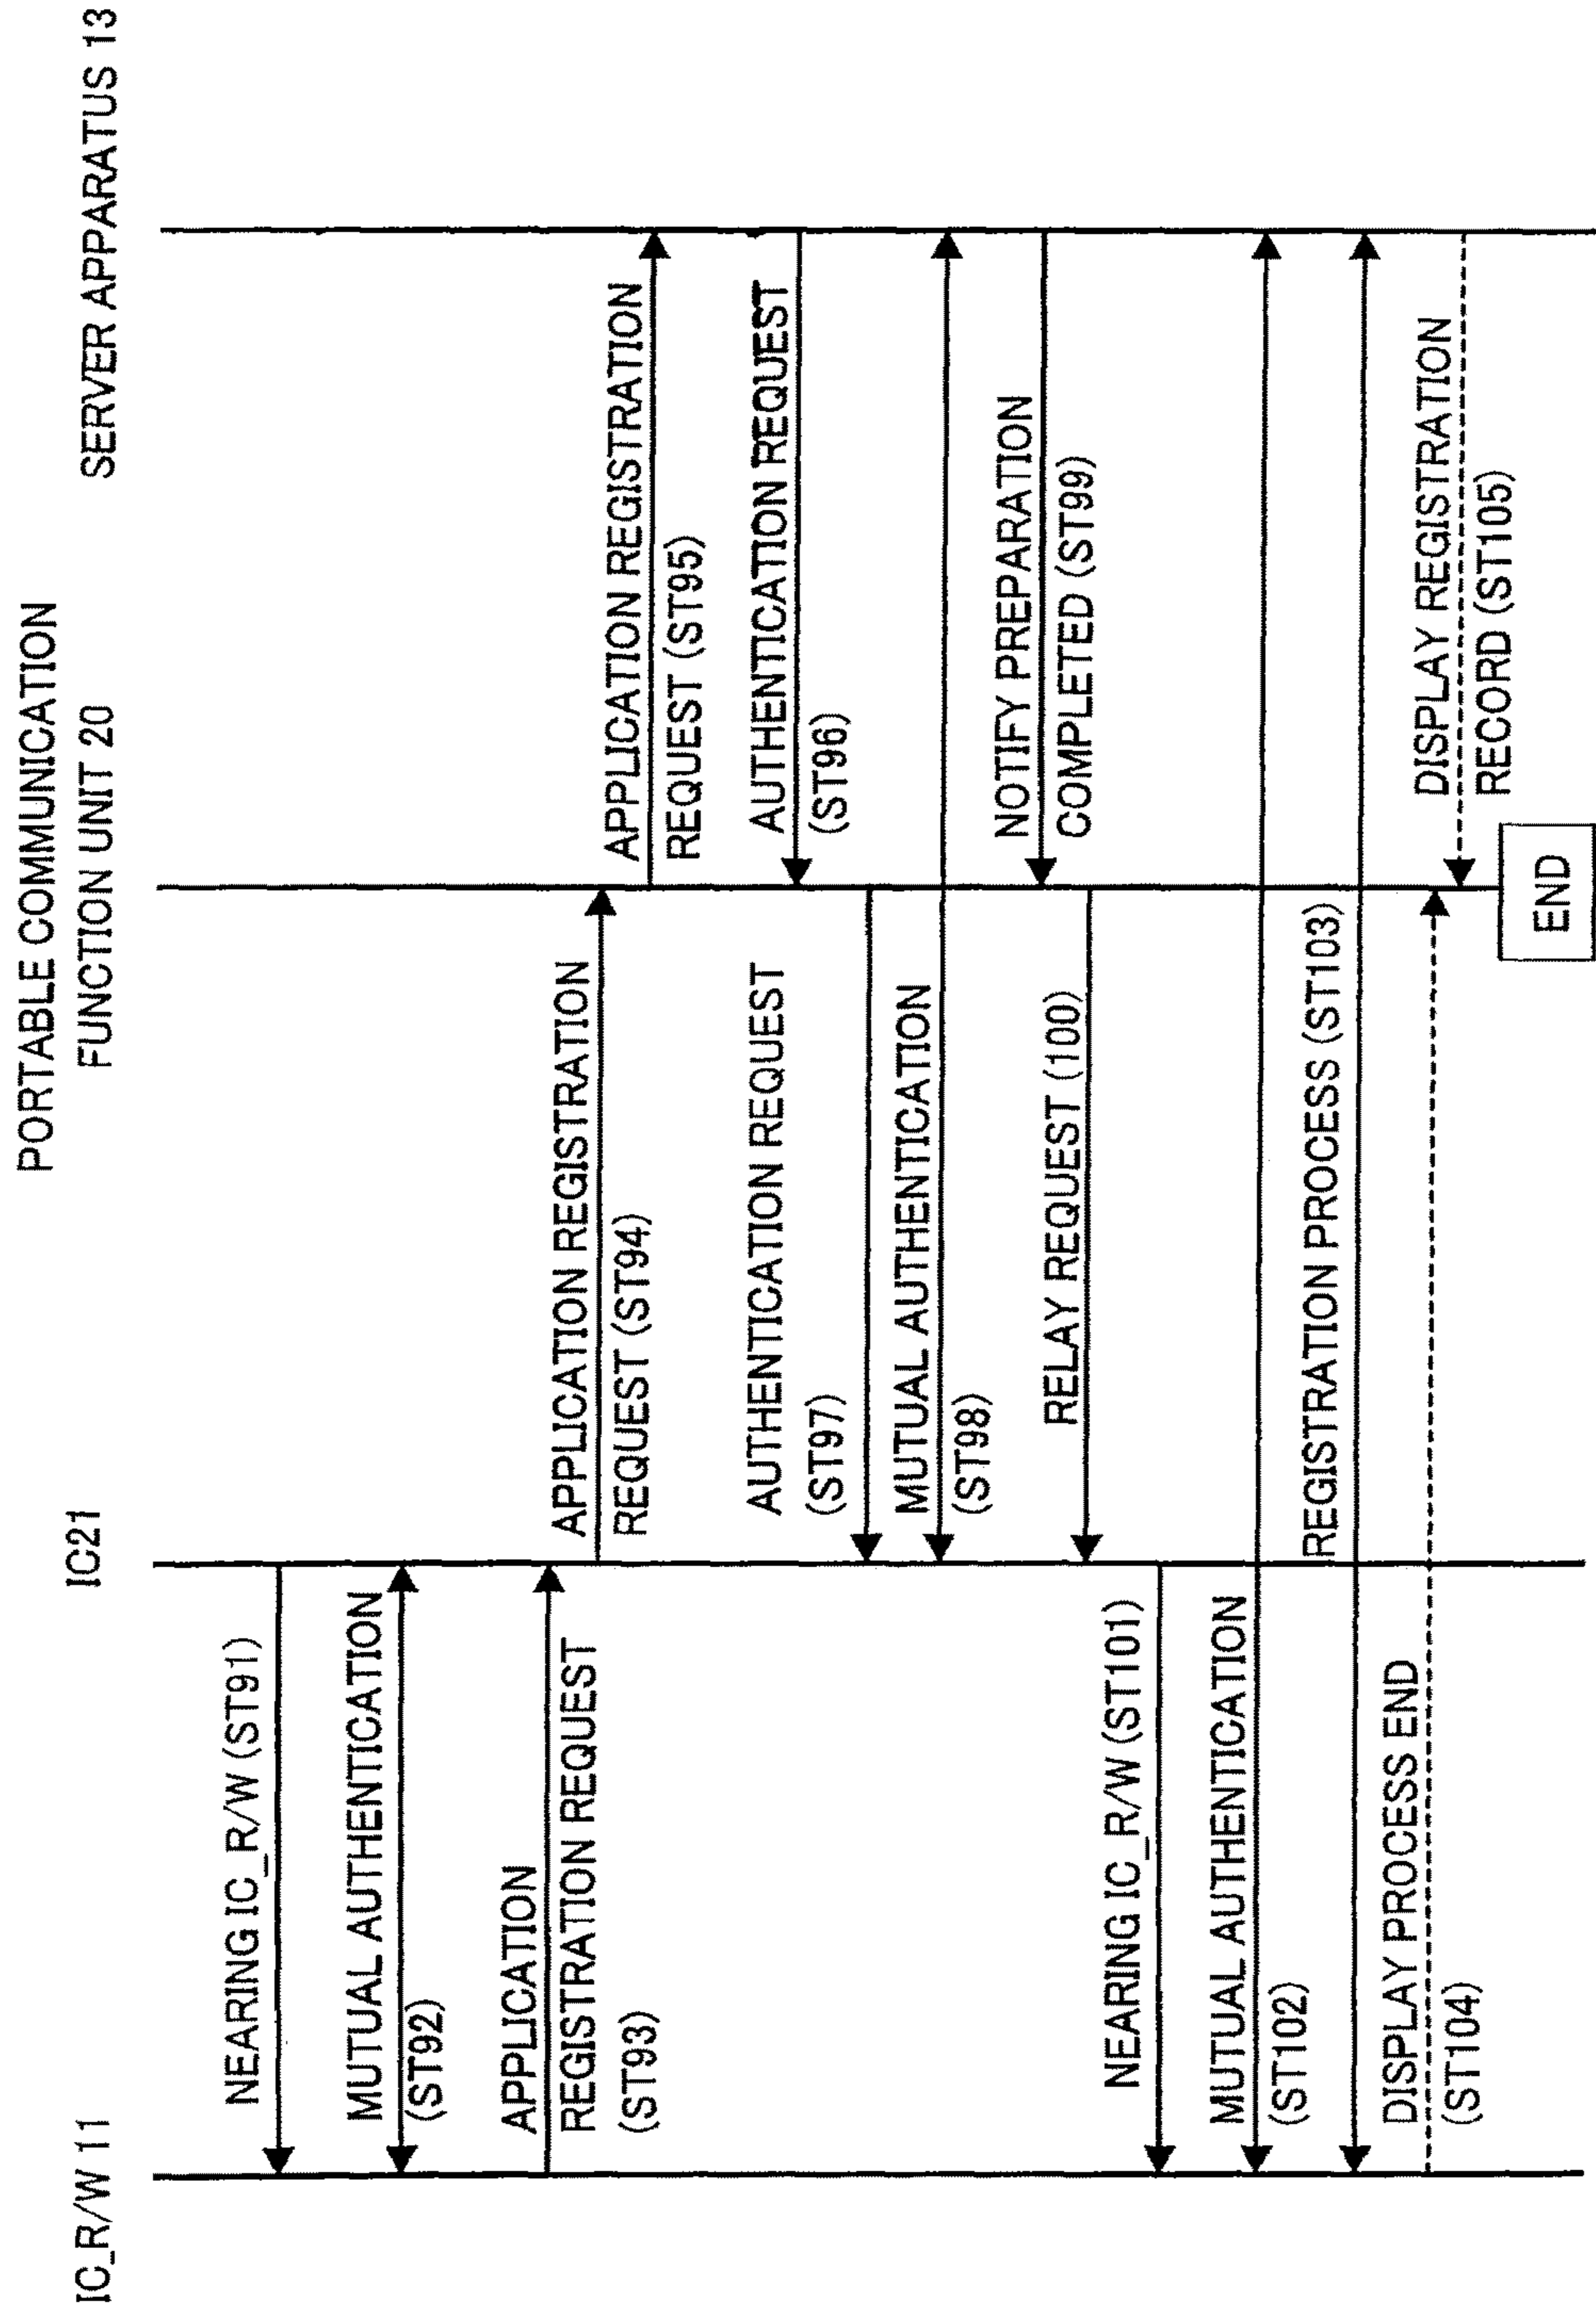 IC_R/W 11
IC21
PORTABLE COMMUNICATION
FUNCTION UNIT 20
SERVER APPARATUS 13
NEARING IC_R/W (ST91)
MUTUAL AUTHENTICATION
(ST92)
APPLICATION
REGISTRATION REQUEST
(ST93)
APPLICATION REGISTRATION
REQUEST (ST94)
APPLICATION REGISTRATION
REQUEST (ST95)
AUTHENTICATION REQUEST
(ST96)
AUTHENTICATION REQUEST
(ST97)
MUTUAL AUTHENTICATION
(ST98)
NOTIFY PREPARATION
COMPLETED (ST99)
RELAY REQUEST (100)
NEARING IC_R/W (ST101)
MUTUAL AUTHENTICATION
(ST102)
REGISTRATION PROCESS (ST103)
DISPLAY PROCESS END
(ST104)
DISPLAY REGISTRATION
RECORD (ST105)
END